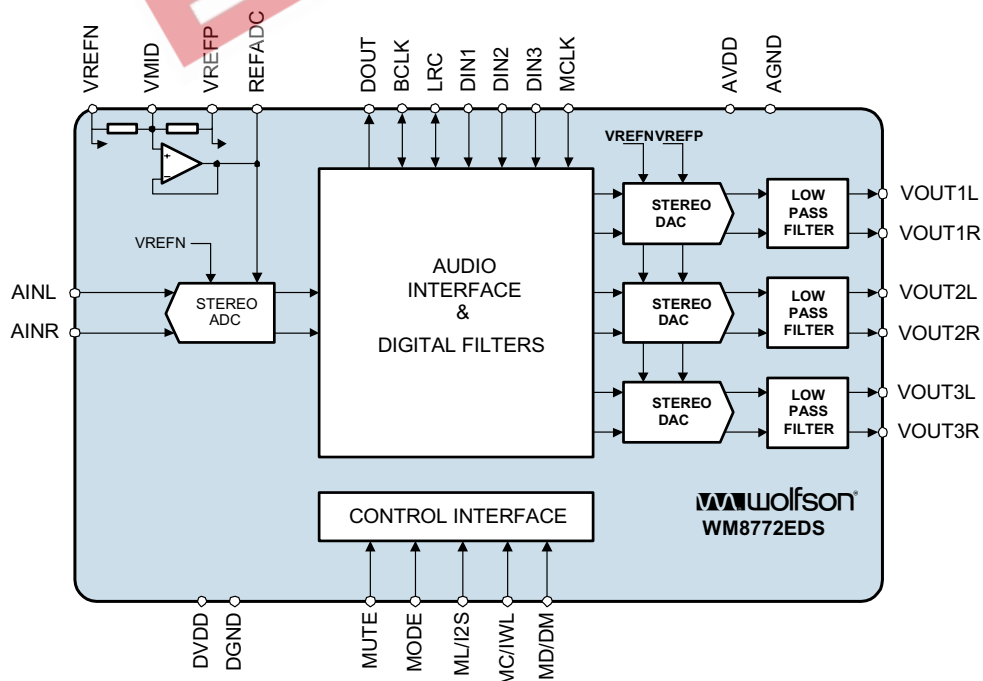 VREFN
VMID
VREFP
REFADC
DOUT
BCLK
LRC
DIN1
DIN2
DIN3
MCLK
AVDD
AGND
+
−
VREFN
VREFP
STEREO
DAC
LOW
PASS
FILTER
VOUT1L
VOUT1R
VREFN
AINL
AINR
STEREO
ADC
AUDIO
INTERFACE
&
DIGITAL FILTERS
STEREO
DAC
LOW
PASS
FILTER
VOUT2L
VOUT2R
STEREO
DAC
LOW
PASS
FILTER
VOUT3L
VOUT3R
CONTROL INTERFACE
wolfson®
WM8772EDS
DVDD
DGND
MUTE
MODE
ML/I2S
MC/IWL
MD/DM